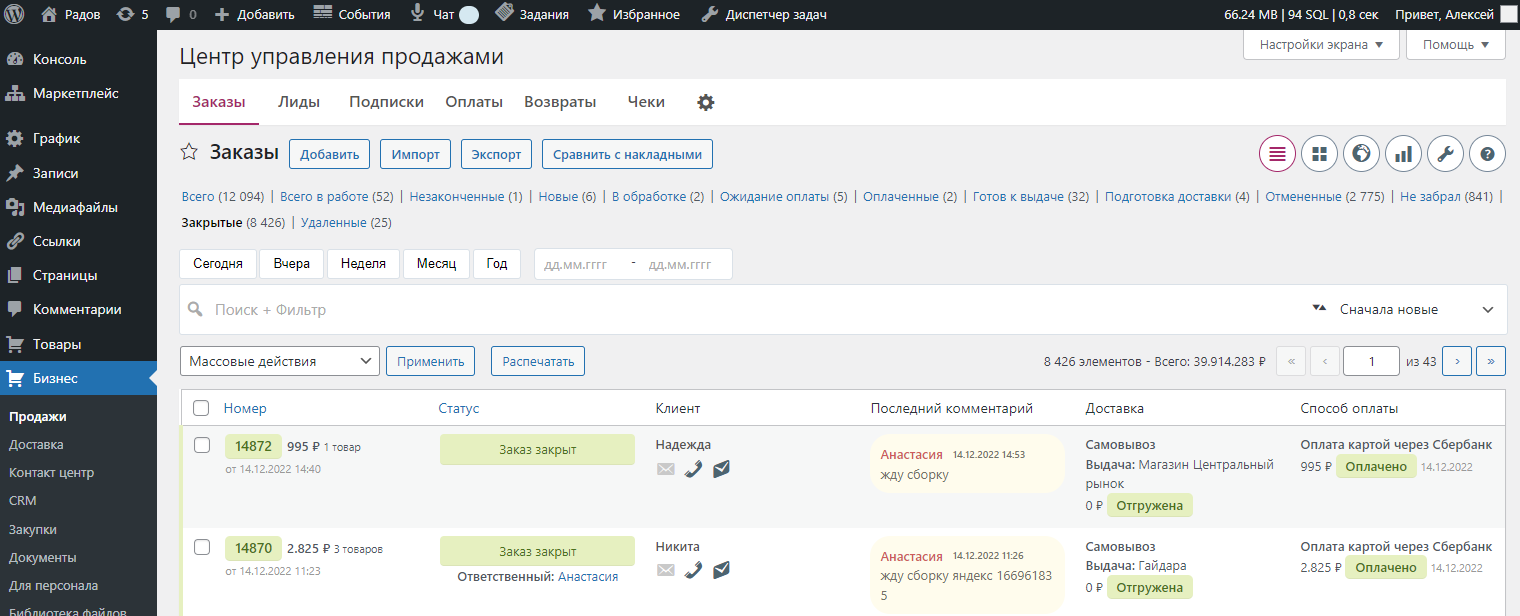 Радов 5 0 Добавить События Чат Задания Избранное Диспетчер задач 66.24 MB | 94 SQL | 0,8 сек Привет, Алексей
Консоль
Маркетплейс
График
Записи
Медиафайлы
Ссылки
Страницы
Комментарии
Товары
Бизнес
Продажи
Доставка
Контакт центр
CRM
Закупки
Документы
Для персонала
Библиотека файлов
Настройки экрана Помощь
Центр управления продажами
Заказы Лиды Подписки Оплаты Возвраты Чеки
Заказы Добавить Импорт Экспорт Сравнить с накладными
Всего (12 094) | Всего в работе (52) | Незаконченные (1) | Новые (6) | В обработке (2) | Ожидание оплаты (5) | Оплаченные (2) | Готов к выдаче (32) | Подготовка доставки (4) | Отмененные (2 775) | Не забрал (841) |
Закрытые (8 426) | Удаленные (25)
Сегодня Вчера Неделя Месяц Год дд.мм.гггг - дд.мм.гггг
Поиск + Фильтр Сначала новые
Массовые действия Применить Распечатать 8 426 элементов - Всего: 39.914.283 ₽ « ‹ 1 из 43 › »
Номер Статус Клиент Последний комментарий Доставка Способ оплаты
14872 995 ₽ 1 товар
от 14.12.2022 14:40
Заказ закрыт
Надежда
Анастасия 14.12.2022 14:53
жду сборку
Самовывоз
Выдача: Магазин Центральный
рынок
0 ₽ Отгружена
Оплата картой через Сбербанк
995 ₽ Оплачено 14.12.2022
14870 2.825 ₽ 3 товаров
от 14.12.2022 11:23
Заказ закрыт
Ответственный: Анастасия
Никита
Анастасия 14.12.2022 11:26
жду сборку яндекс 16696183
5
Самовывоз
Выдача: Гайдара
0 ₽ Отгружена
Оплата картой через Сбербанк
2.825 ₽ Оплачено 14.12.2022